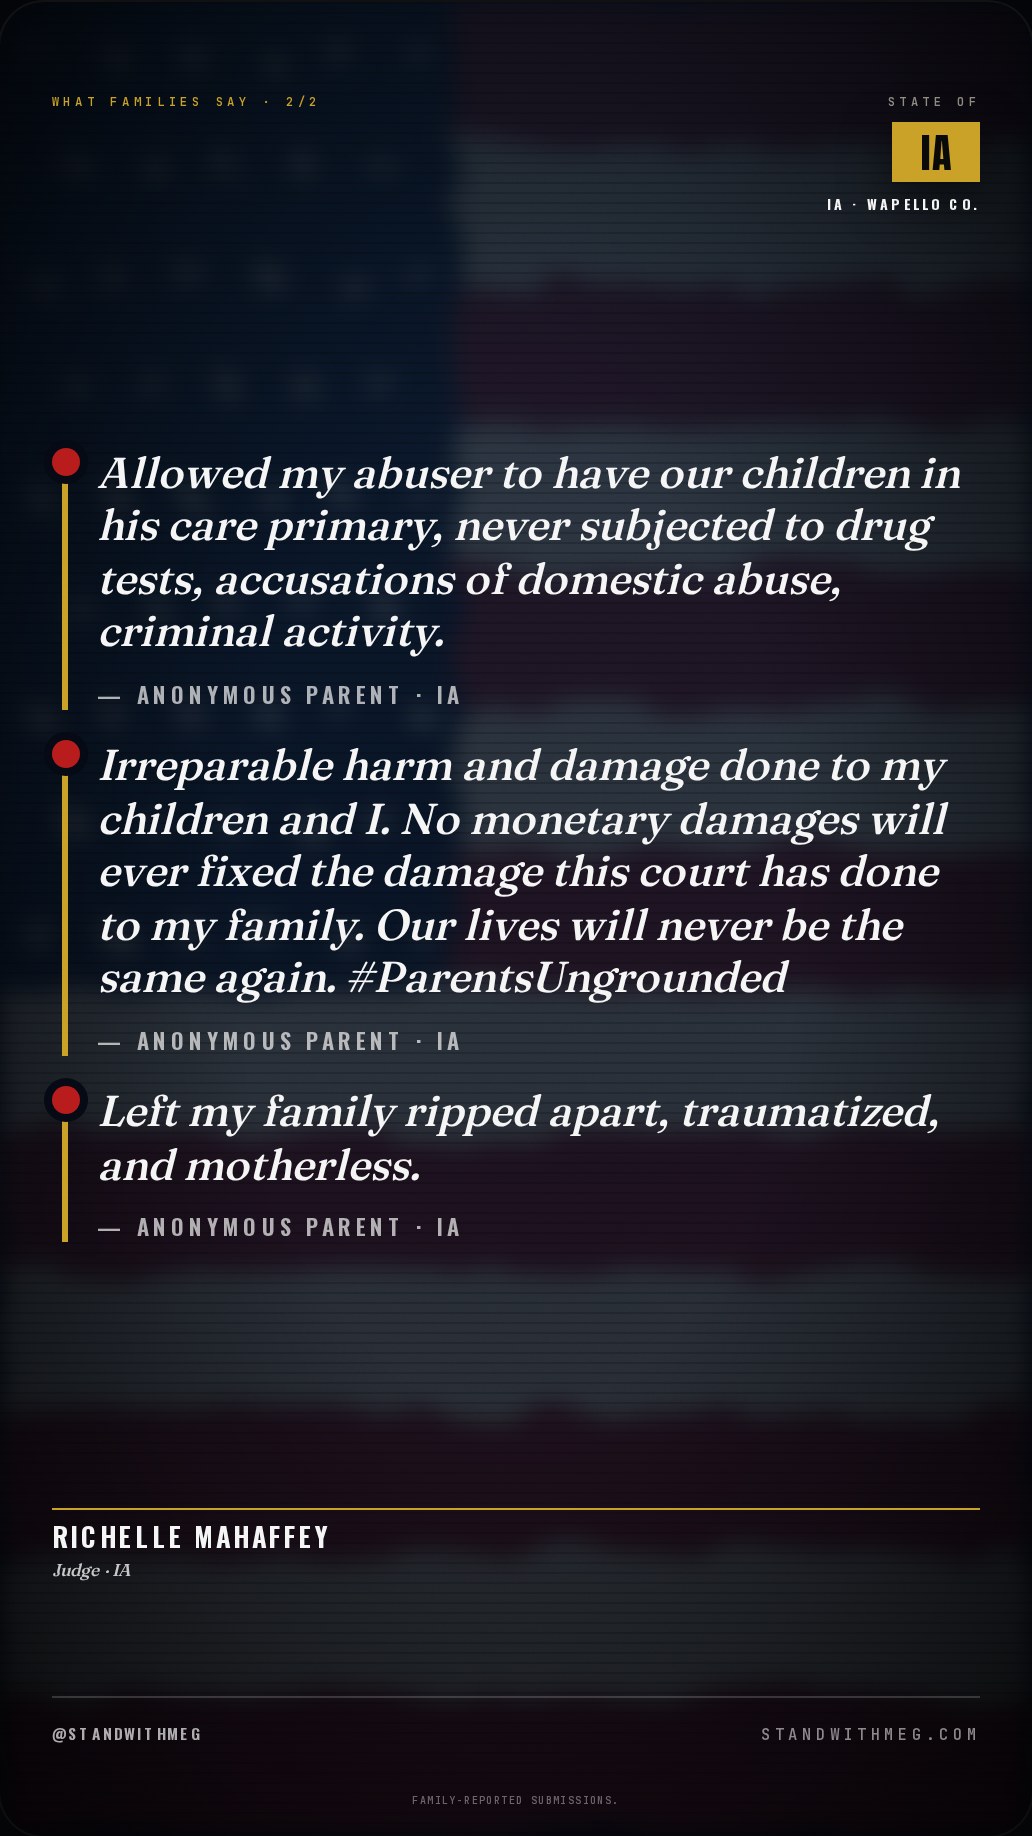 WHAT FAMILIES SAY · 2/2
STATE OF
IA
IA · WAPELLO CO.
Allowed my abuser to have our children in
his care primary, never subjected to drug
tests, accusations of domestic abuse,
criminal activity.
— ANONYMOUS PARENT · IA
Irreparable harm and damage done to my
children and I. No monetary damages will
ever fixed the damage this court has done
to my family. Our lives will never be the
same again. #ParentsUngrounded
— ANONYMOUS PARENT · IA
Left my family ripped apart, traumatized,
and motherless.
— ANONYMOUS PARENT · IA
RICHELLE MAHAFFEY
Judge · IA
@STANDWITHMEG
STANDWITHMEG.COM
FAMILY-REPORTED SUBMISSIONS.